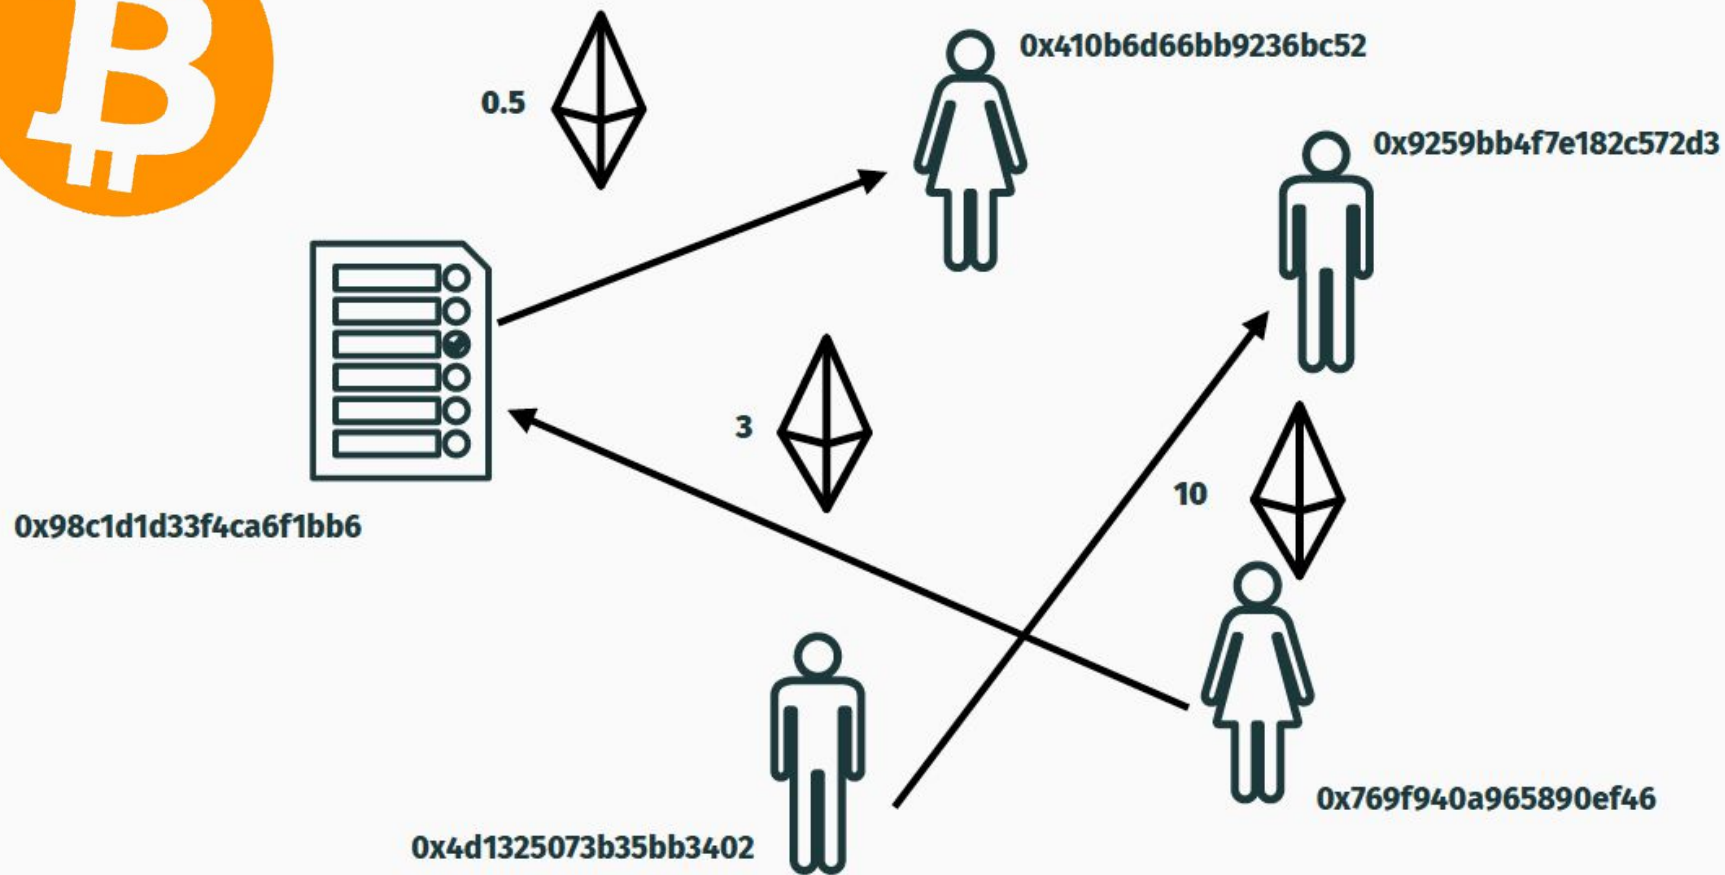 0x410b6d66bb9236bc52
0.5
0x9259bb4f7e182c572d3
3
10
0x98c1d1d33f4ca6f1bb6
0x769f940a965890ef46
0x4d1325073b35bb3402